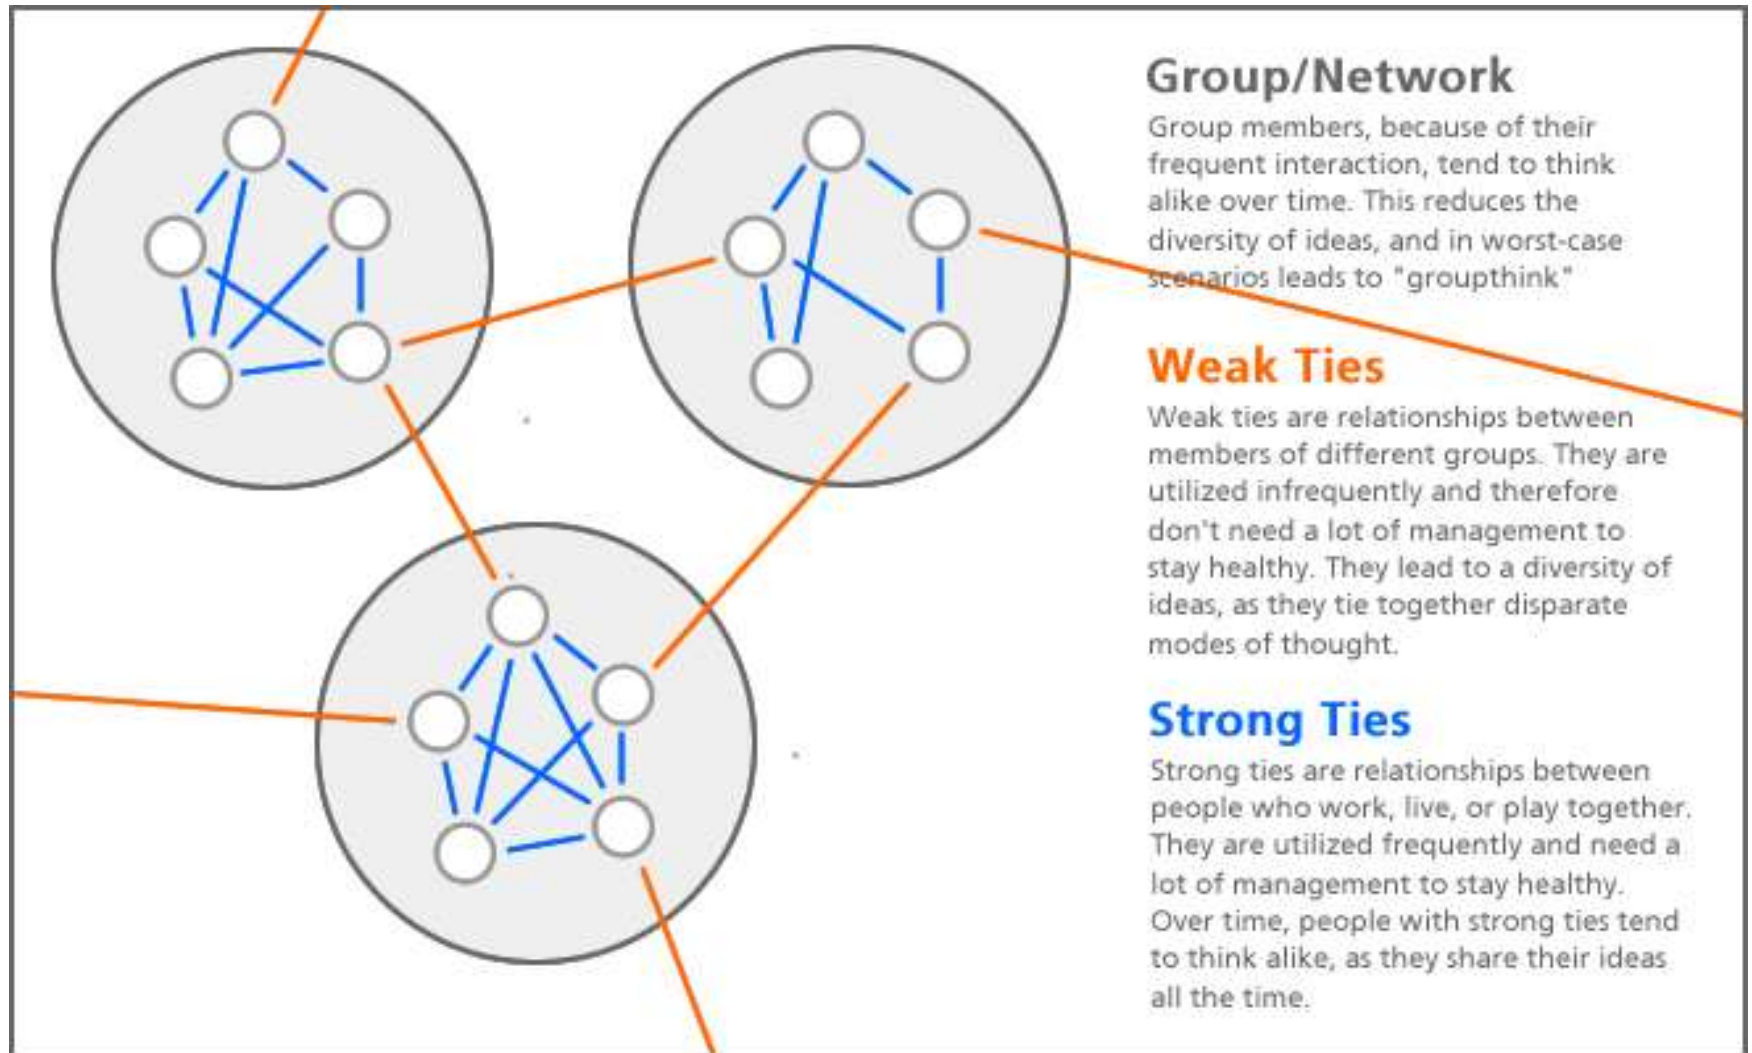 Group/Network
Group members, because of their
frequent interaction, tend to think
alike over time. This reduces the
diversity of ideas, and in worst-case
scenarios leads to "groupthink"
Weak Ties
Weak ties are relationships between
members of different groups. They are
utilized infrequently and therefore
don't need a lot of management to
stay healthy. They lead to a diversity of
ideas, as they tie together disparate
modes of thought.
Strong Ties
Strong ties are relationships between
people who work, live, or play together.
They are utilized frequently and need a
lot of management to stay healthy.
Over time, people with strong ties tend
to think alike, as they share their ideas
all the time.